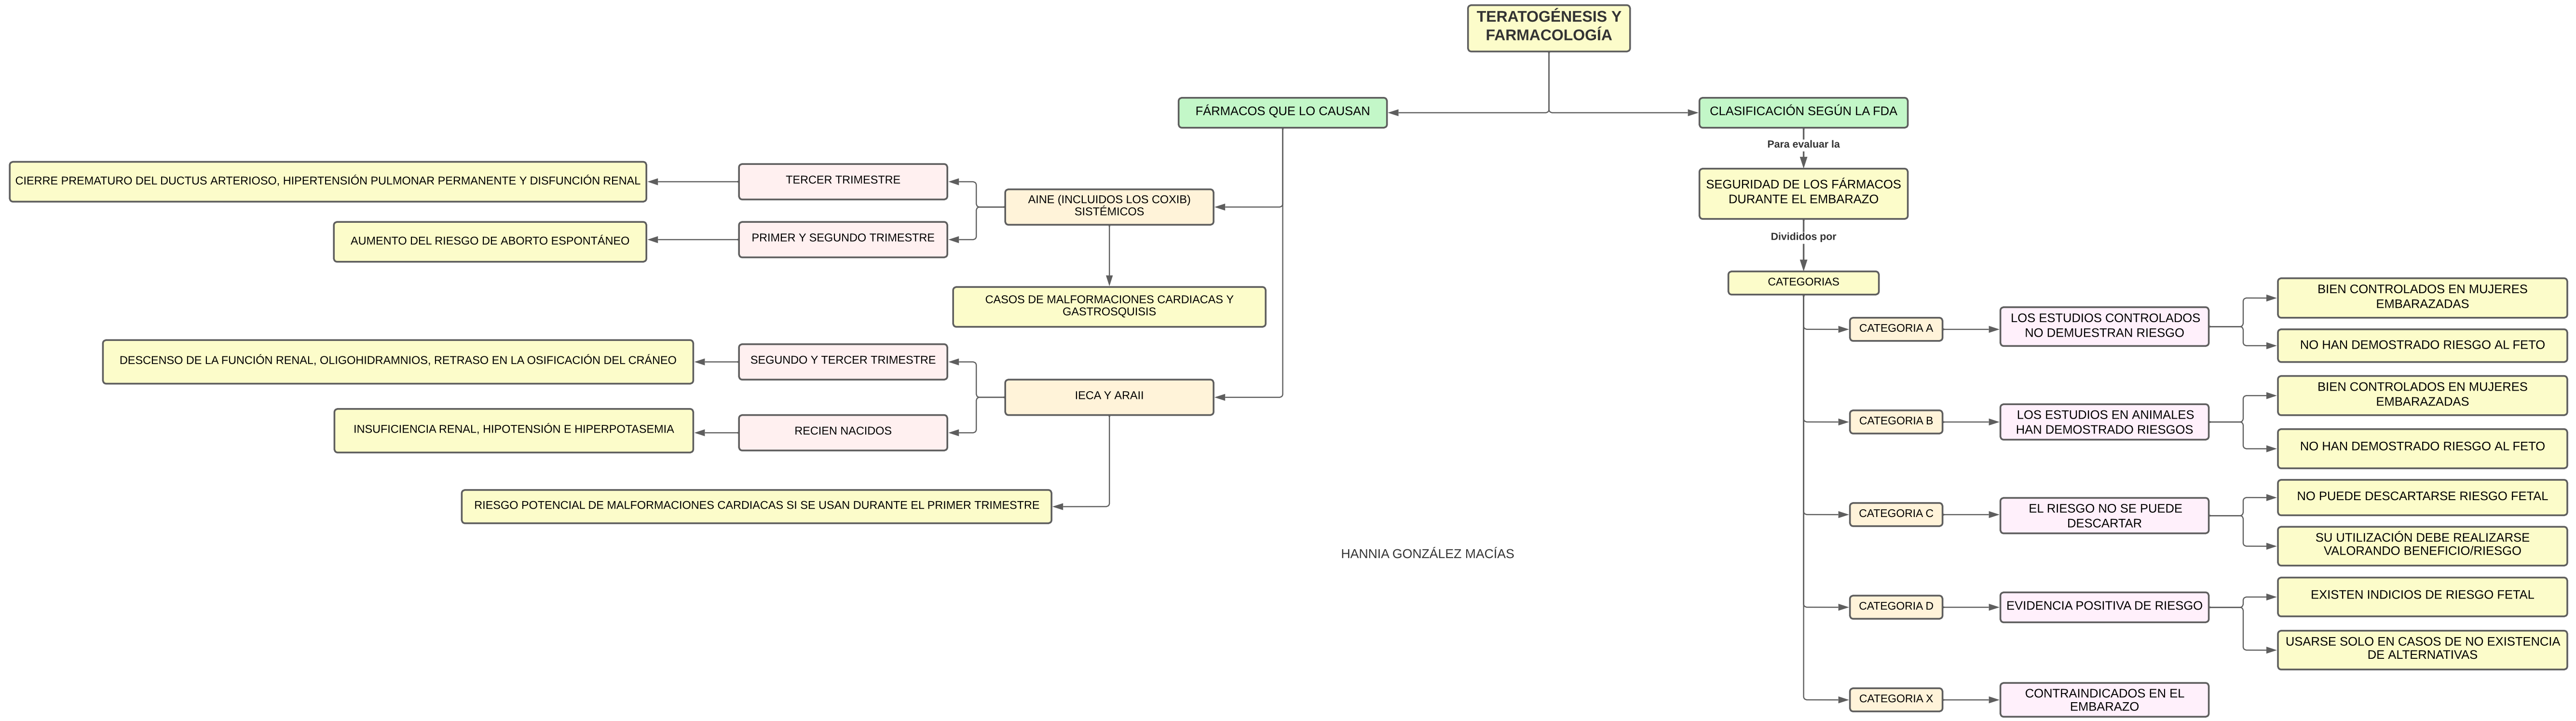 TERATOGÉNESIS Y
FARMACOLOGÍA
FÁRMACOS QUE LO CAUSAN
CIERRE PREMATURO DEL DUCTUS ARTERIOSO, HIPERTENSIÓN PULMONAR PERMANENTE Y DISFUNCIÓN RENAL
TERCER TRIMESTRE
AINE (INCLUIDOS LOS COXIB)
SISTÉMICOS
AUMENTO DEL RIESGO DE ABORTO ESPONTÁNEO
PRIMER Y SEGUNDO TRIMESTRE
CASOS DE MALFORMACIONES CARDIACAS Y
GASTROSQUISIS
DESCENSO DE LA FUNCIÓN RENAL, OLIGOHIDRAMNIOS, RETRASO EN LA OSIFICACIÓN DEL CRÁNEO
SEGUNDO Y TERCER TRIMESTRE
IECA Y ARAII
INSUFICIENCIA RENAL, HIPOTENSIÓN E HIPERPOTASEMIA
RECIEN NACIDOS
RIESGO POTENCIAL DE MALFORMACIONES CARDIACAS SI SE USAN DURANTE EL PRIMER TRIMESTRE
HANNIA GONZÁLEZ MACÍAS
CLASIFICACIÓN SEGÚN LA FDA
Para evaluar la
SEGURIDAD DE LOS FÁRMACOS
DURANTE EL EMBARAZO
Divididos por
CATEGORIAS
CATEGORIA A
LOS ESTUDIOS CONTROLADOS
NO DEMUESTRAN RIESGO
BIEN CONTROLADOS EN MUJERES
EMBARAZADAS
NO HAN DEMOSTRADO RIESGO AL FETO
CATEGORIA B
LOS ESTUDIOS EN ANIMALES
HAN DEMOSTRADO RIESGOS
BIEN CONTROLADOS EN MUJERES
EMBARAZADAS
NO HAN DEMOSTRADO RIESGO AL FETO
CATEGORIA C
EL RIESGO NO SE PUEDE
DESCARTAR
NO PUEDE DESCARTARSE RIESGO FETAL
SU UTILIZACIÓN DEBE REALIZARSE
VALORANDO BENEFICIO/RIESGO
CATEGORIA D
EVIDENCIA POSITIVA DE RIESGO
EXISTEN INDICIOS DE RIESGO FETAL
USARSE SOLO EN CASOS DE NO EXISTENCIA
DE ALTERNATIVAS
CATEGORIA X
CONTRAINDICADOS EN EL
EMBARAZO